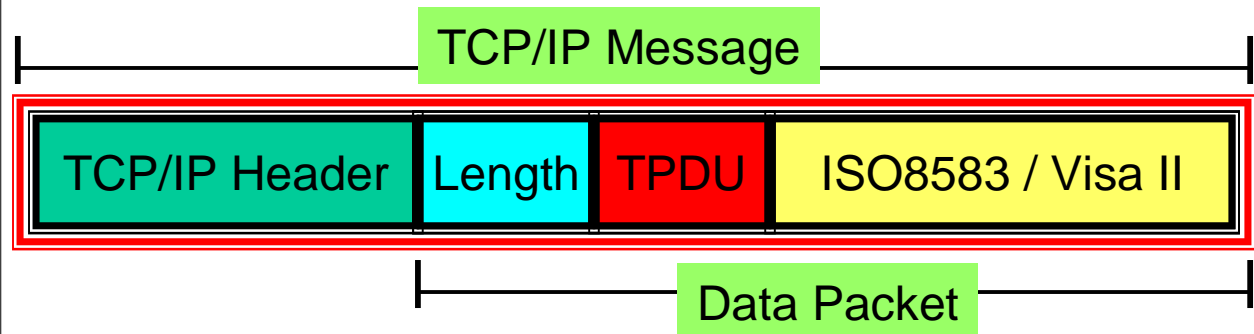 TCP/IP Message
TCP/IP Header Length TPDU ISO8583 / Visa II
Data Packet